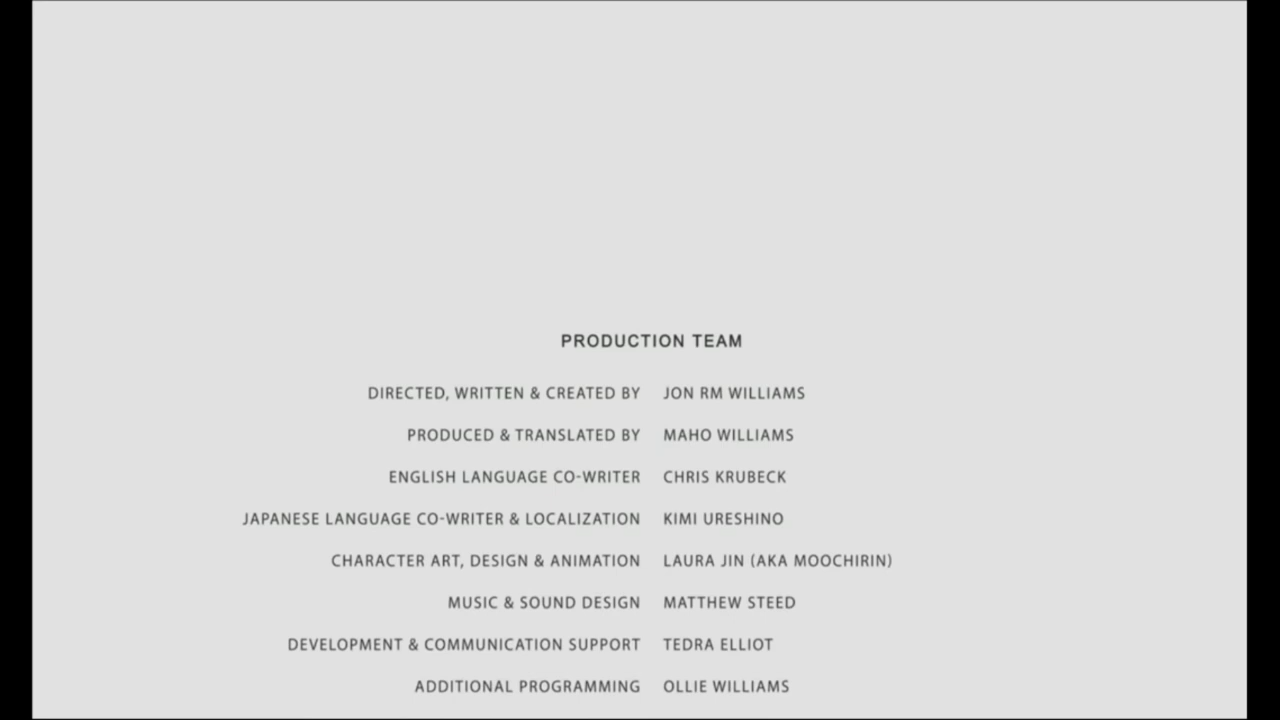 PRODUCTION TEAM
DIRECTED, WRITTEN & CREATED BY JON RM WILLIAMS
PRODUCED & TRANSLATED BY MAHO WILLIAMS
ENGLISH LANGUAGE CO-WRITER CHRIS KRUBECK
JAPANESE LANGUAGE CO-WRITER & LOCALIZATION KIMI URESHINO
CHARACTER ART, DESIGN & ANIMATION LAURA JIN (AKA MOOCHIRIN)
MUSIC & SOUND DESIGN MATTHEW STEED
DEVELOPMENT & COMMUNICATION SUPPORT TEDRA ELLIOT
ADDITIONAL PROGRAMMING OLLIE WILLIAMS